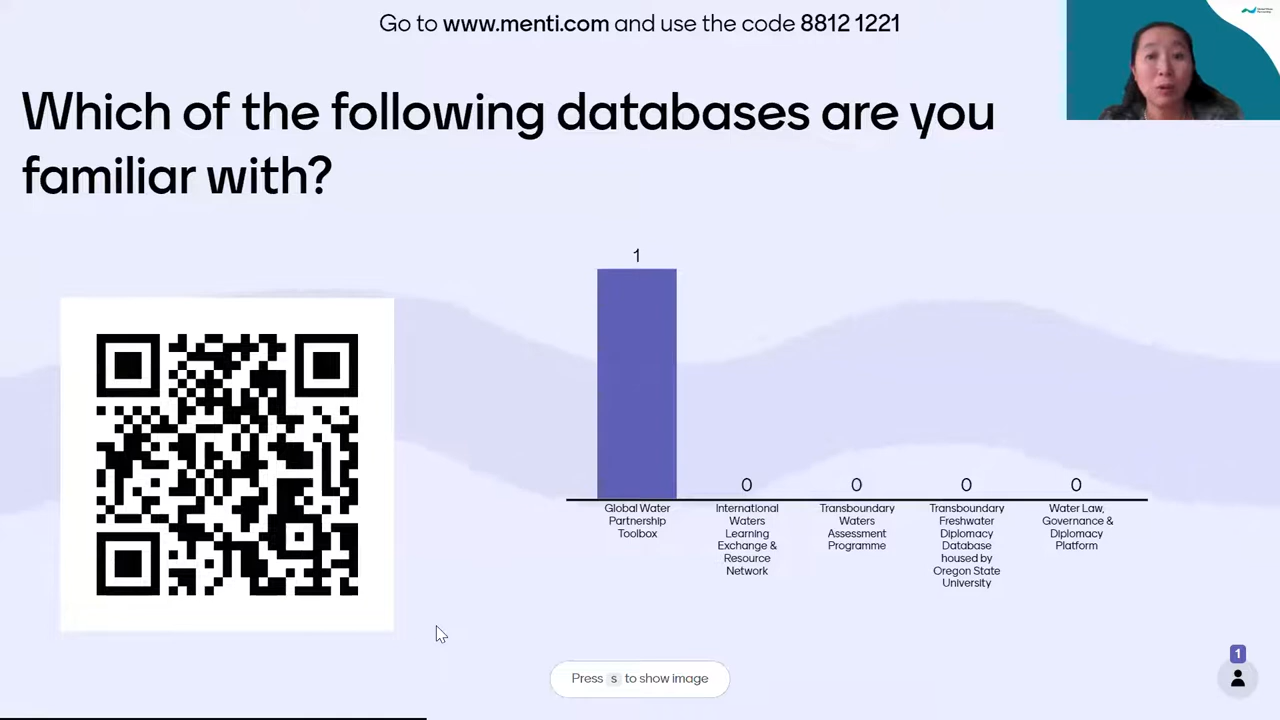 Go to www.menti.com and use the code 8812 1221
Which of the following databases are you
familiar with?
1
0
0
0
0
Global Water
Partnership
Toolbox
International
Waters
Learning
Exchange &
Resource
Network
Transboundary
Waters
Assessment
Programme
Transboundary
Freshwater
Diplomacy
Database
housed by
Oregon State
University
Water Law,
Governance &
Diplomacy
Platform
Press s to show image
1